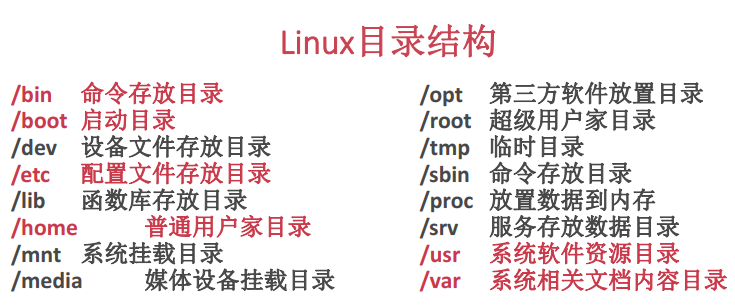 Linux目录结构
/bin 命令存放目录
/boot 启动目录
/dev 设备文件存放目录
/etc 配置文件存放目录
/lib 函数库存放目录
/home 普通用户家目录
/mnt 系统挂载目录
/media 媒体设备挂载目录
/opt 第三方软件放置目录
/root 超级用户家目录
/tmp 临时目录
/sbin 命令存放目录
/proc 放置数据到内存
/srv 服务存放数据目录
/usr 系统软件资源目录
/var 系统相关文档内容目录